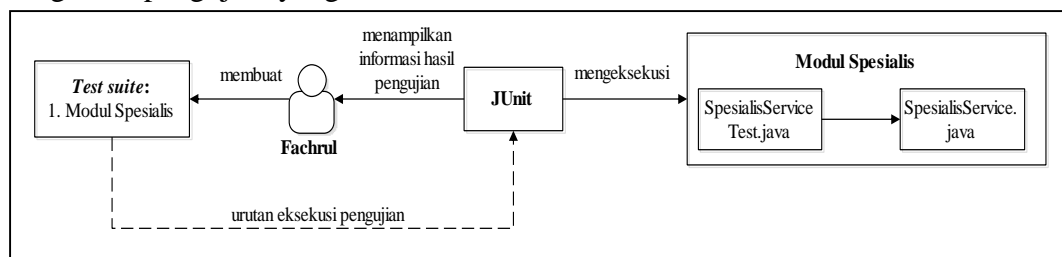 menampilkan
informasi hasil
pengujian
membuat
mengeksekusi
Test suite:
1. Modul Spesialis
Fachrul
JUnit
Modul Spesialis
SpesialisService
Test.java
SpesialisService.
java
urutan eksekusi pengujian